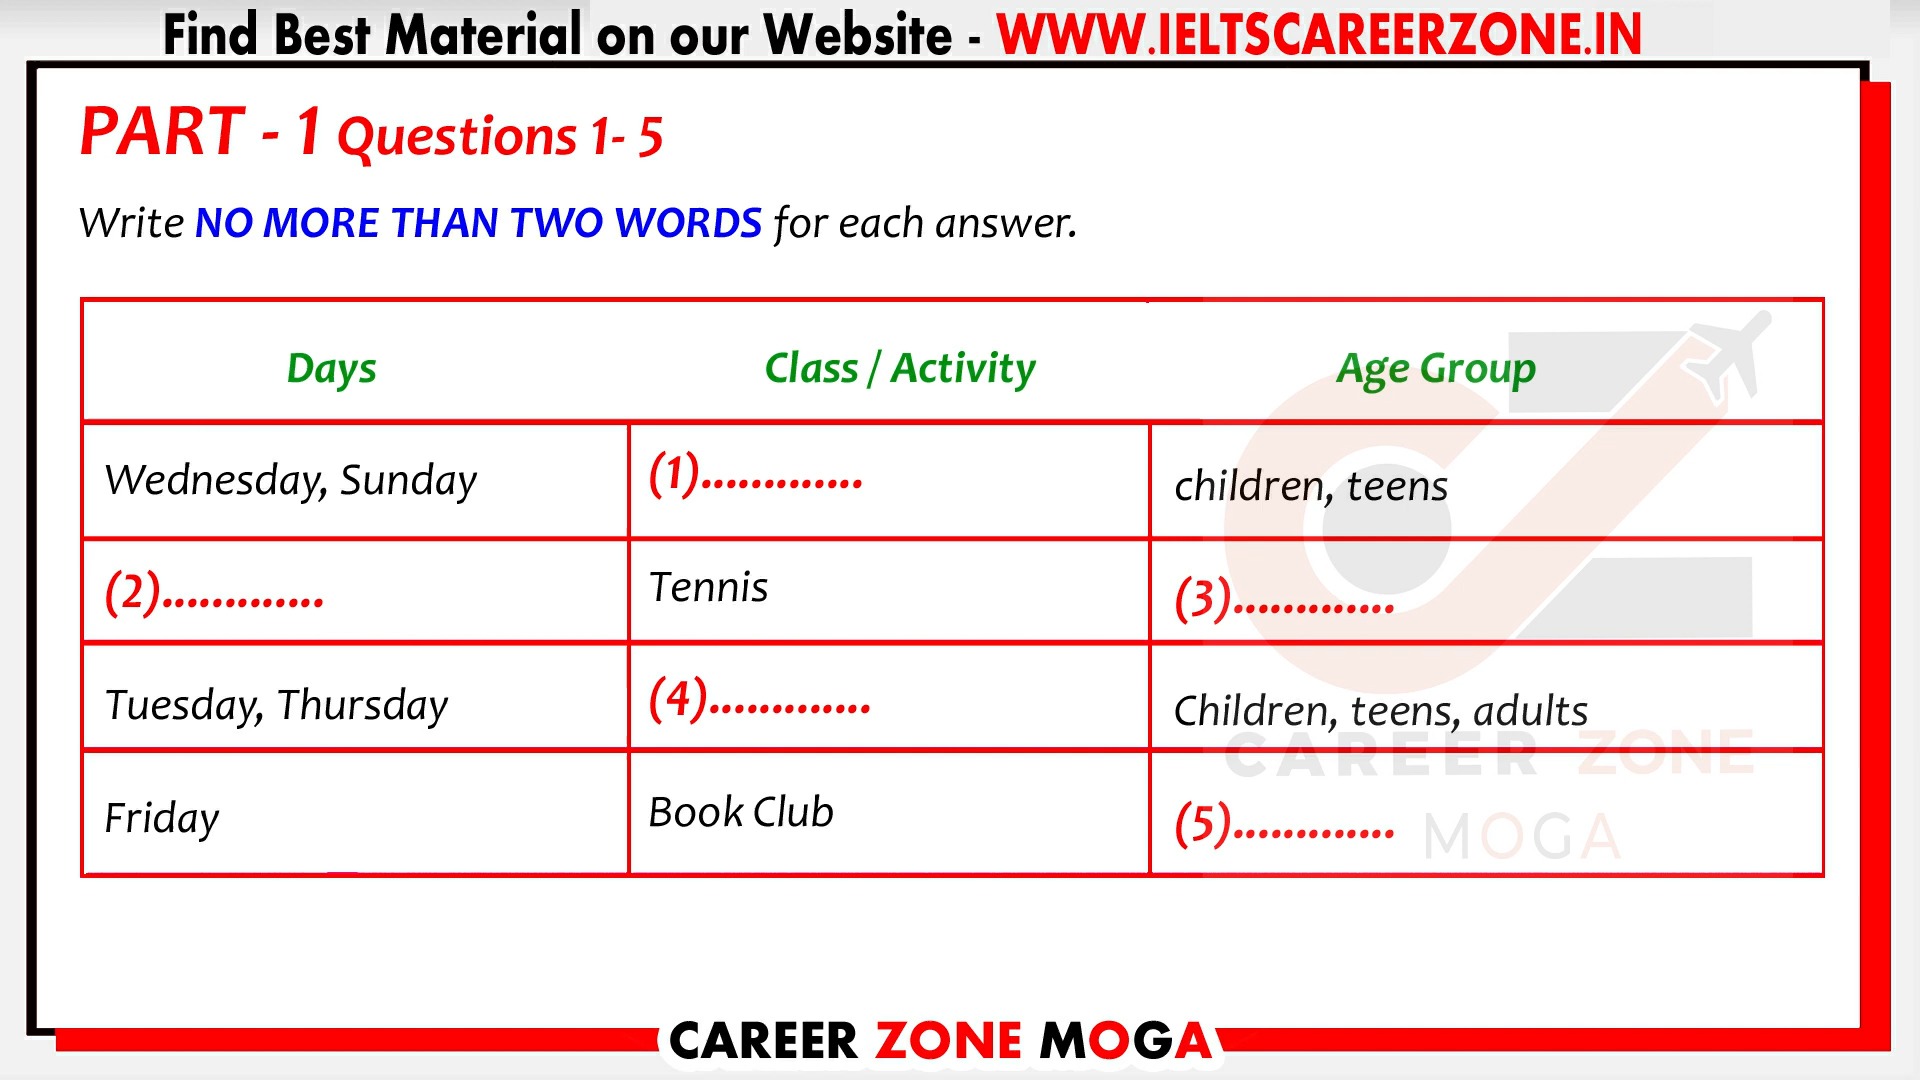 Find Best Material on our Website - WWW.IELTSCAREERZONE.IN
PART - 1 Questions 1- 5
Write NO MORE THAN TWO WORDS for each answer.
Days Class / Activity Age Group
Wednesday, Sunday (1)............. children, teens
(2)............. Tennis (3).............
Tuesday, Thursday (4)............. Children, teens, adults
CAREER ZONE
Friday Book Club (5).............
MOGA
CAREER ZONE MOGA